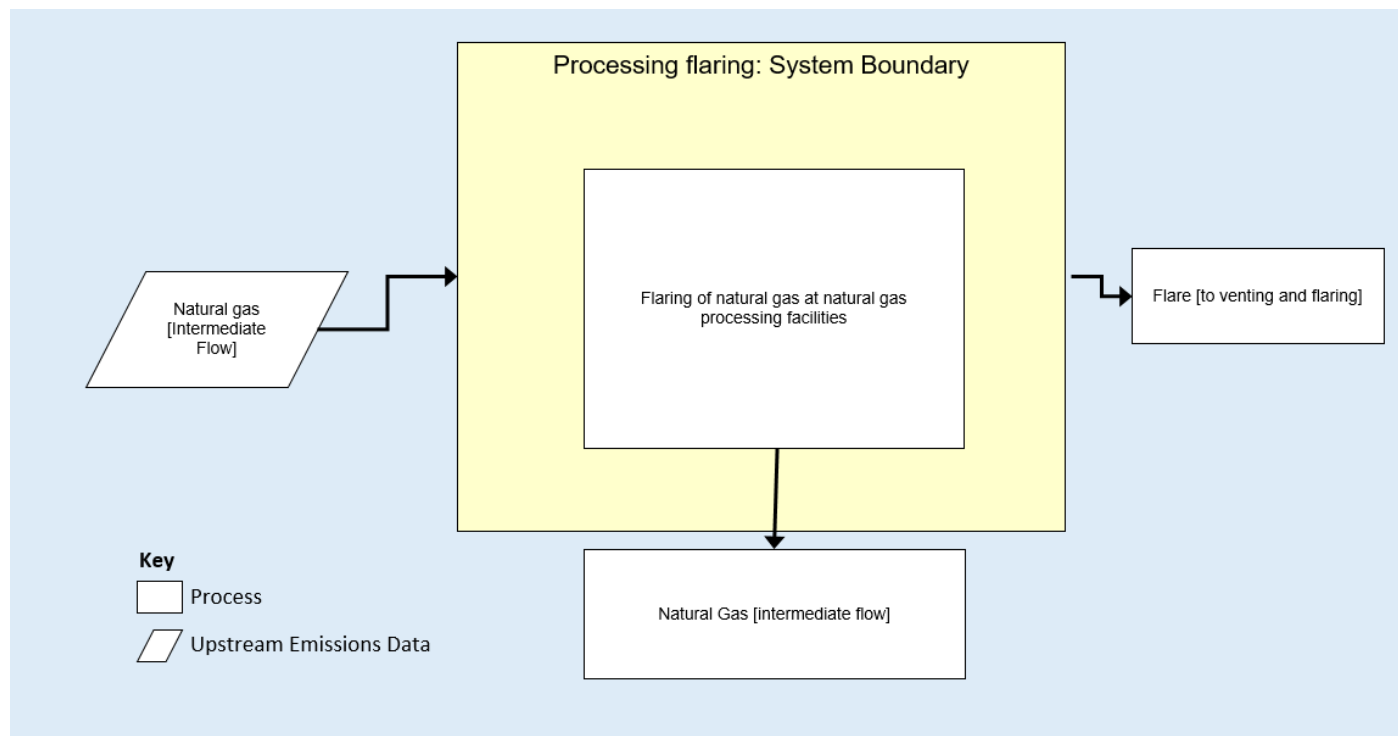 Processing flaring: System Boundary
Natural gas
[Intermediate
Flow]
Flaring of natural gas at natural gas
processing facilities
Flare [to venting and flaring]
Natural Gas [intermediate flow]
Key
Process
Upstream Emissions Data